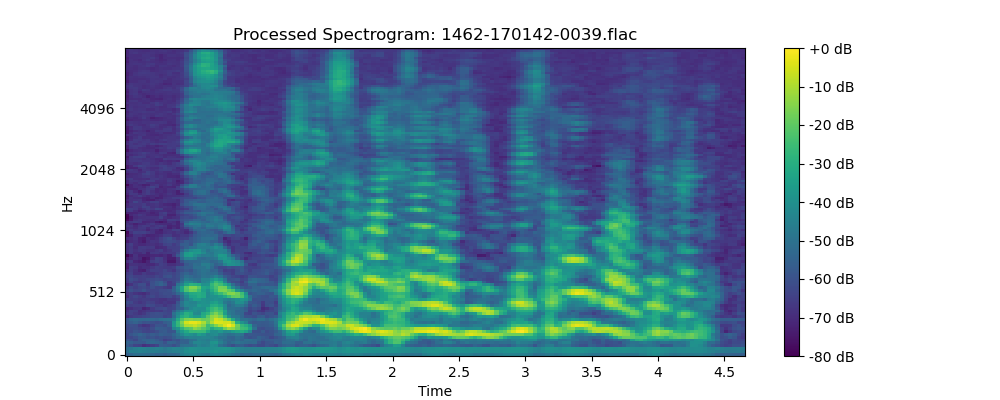 Processed Spectrogram: 1462-170142-0039.flac
Hz
4096
2048
1024
512
0
0
0.5
1
1.5
2
2.5
3
3.5
4
4.5
Time
+0 dB
-10 dB
-20 dB
-30 dB
-40 dB
-50 dB
-60 dB
-70 dB
-80 dB